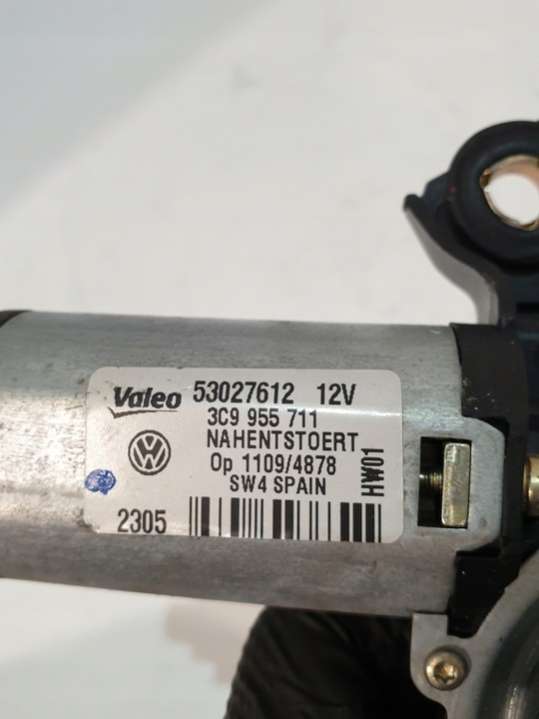 Valeo 53027612 12V
3C9 955 711
NAHENTSTOERT
Op 1109/4878
SW4 SPAIN
HW01
2305